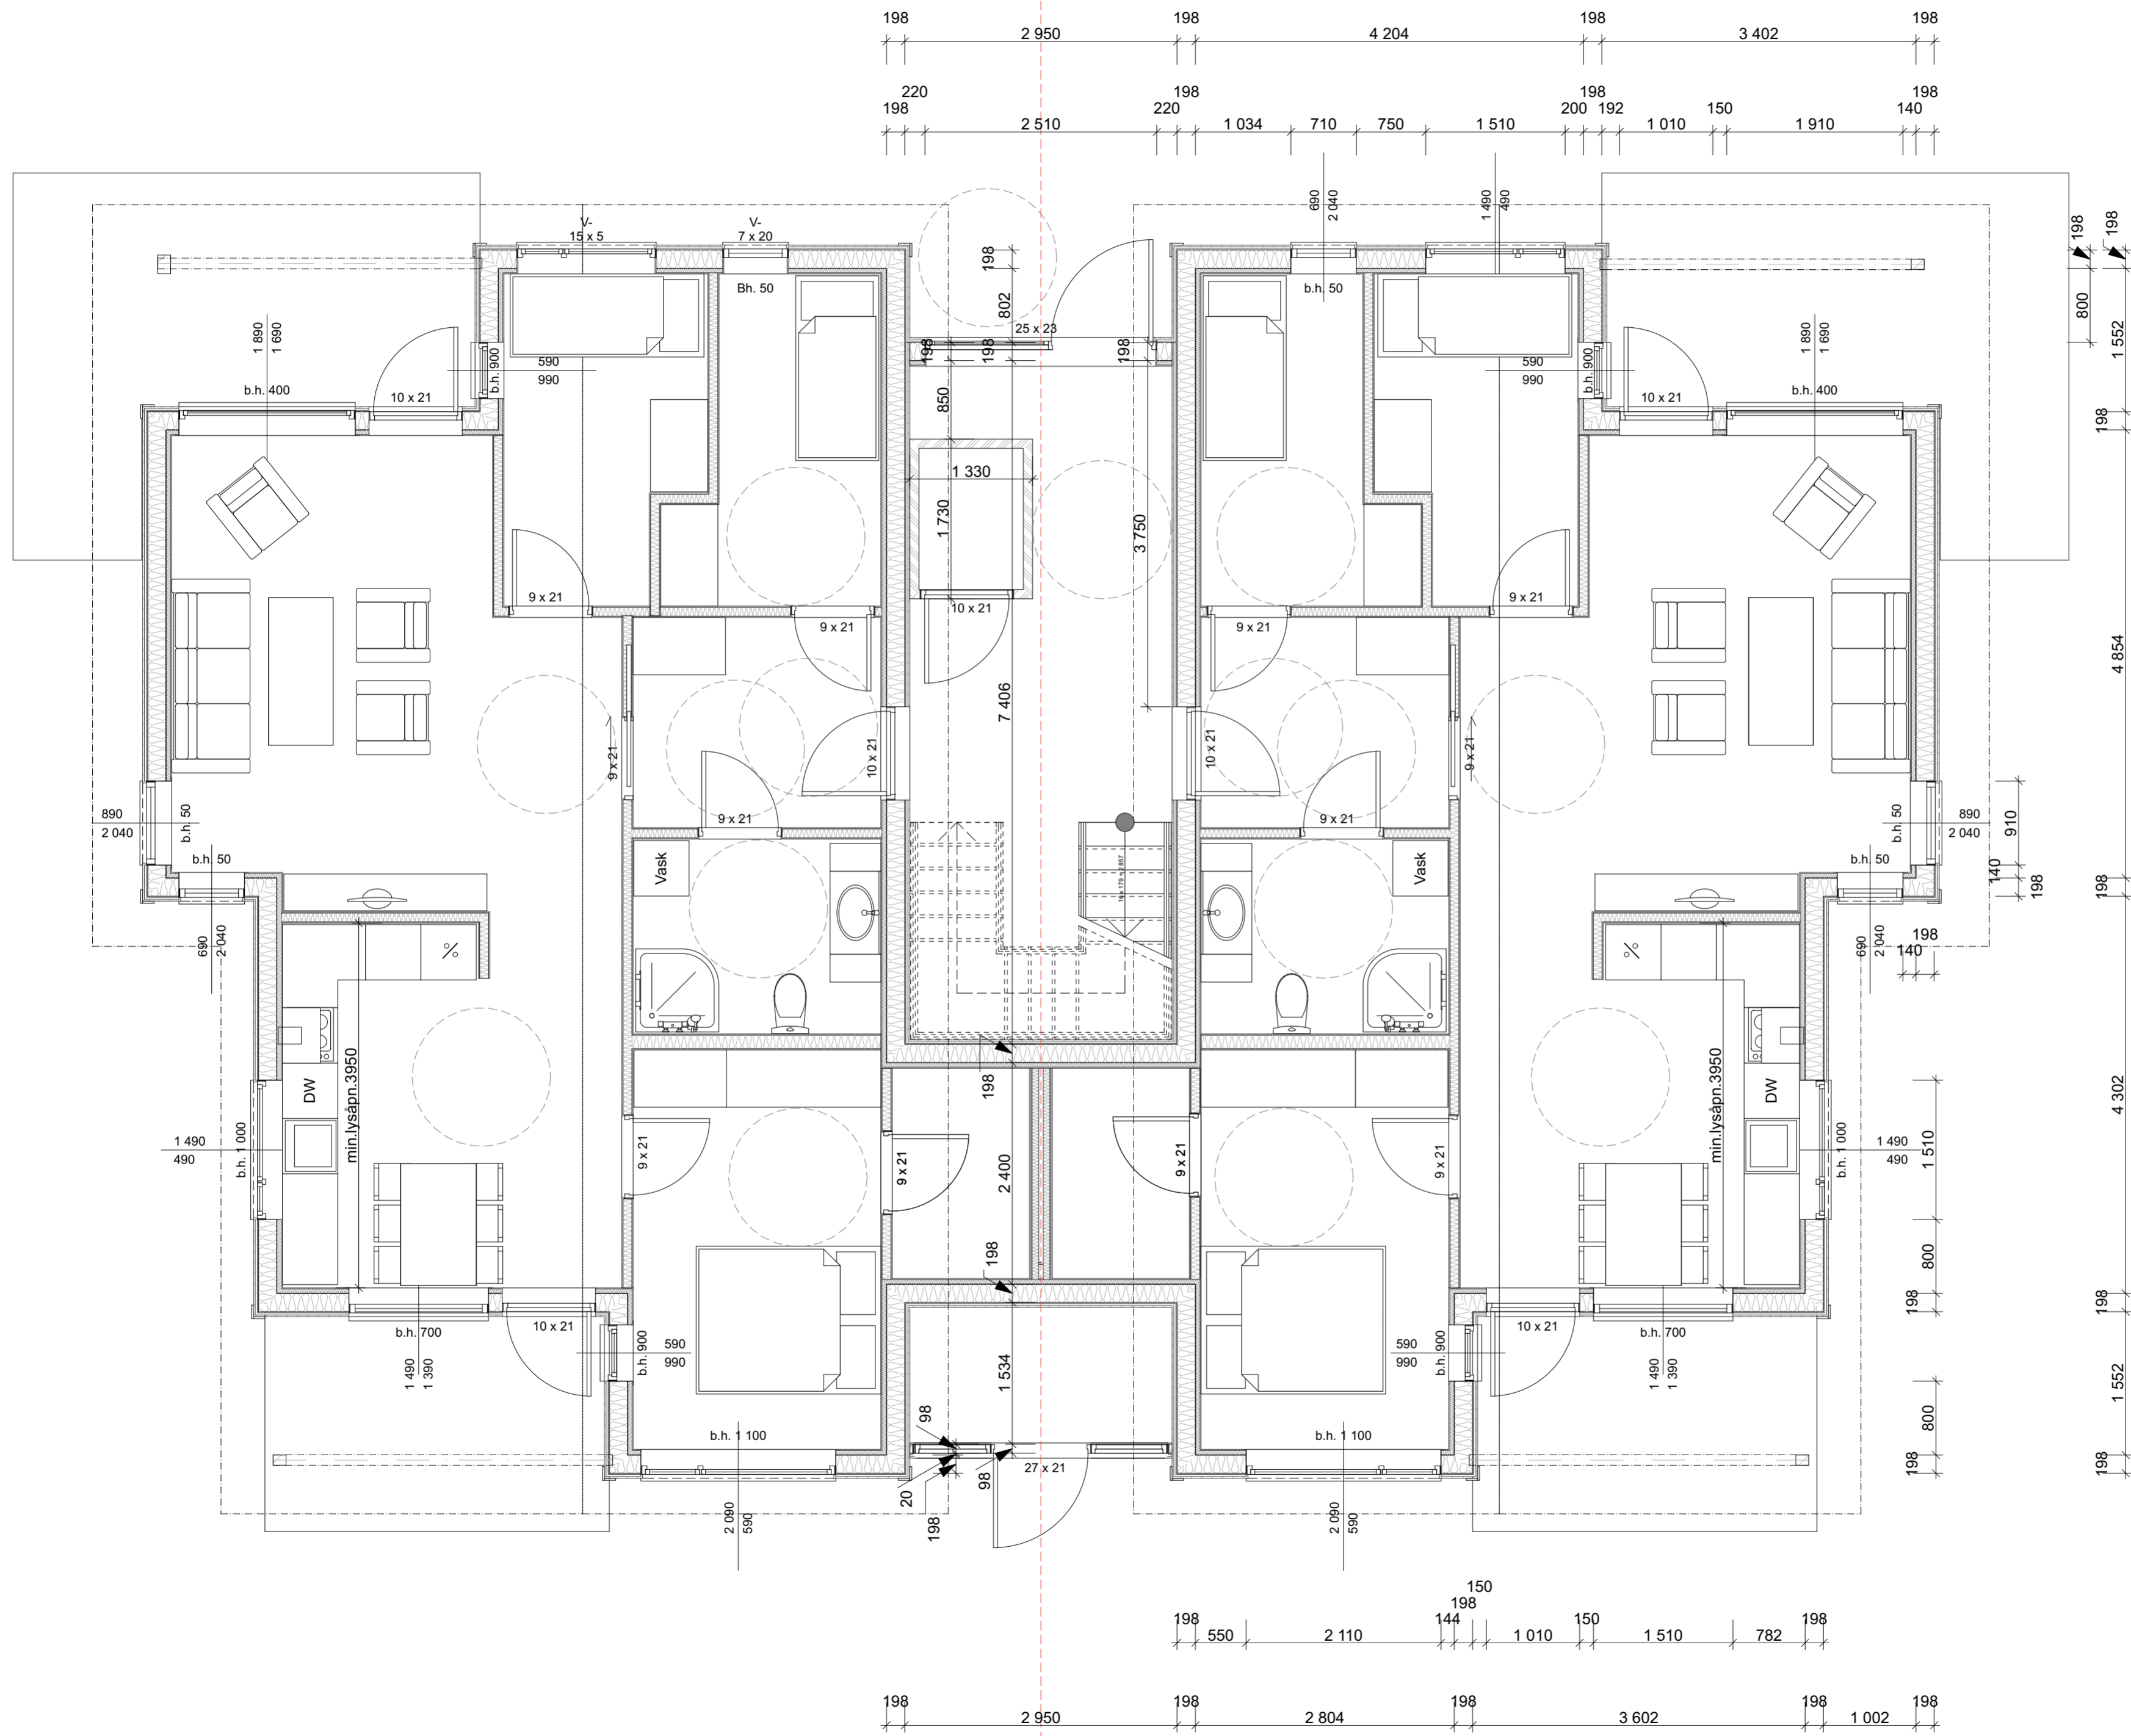 198 198 198 198
2 950 4 204 3 402
220 198 198 198
198 220 200 192 150 140
2 510 1 034 710 750 1 510 1 010 1 910
690
2 040
1 490
490
198
198
V-
15 x 5
V-
7 x 20
198
Bh. 50
b.h. 50
802
800
1 552
25 x 23
1 890
1 690
1 890
1 690
198
198
198
b.h. 900
590
990
590
990
b.h. 900
b.h. 400
10 x 21
850
10 x 21
b.h. 400
198
1 330
1 730
3 750
9 x 21
10 x 21
9 x 21
9 x 21
9 x 21
4 854
7 406
9 x 21
10 x 21
10 x 21
9 x 21
890
2 040
b.h. 50
9 x 21
9 x 21
b.h. 50
890
2 040
910
b.h. 50
Vask
Vask
b.h. 50
140
198
198
690
2 040
%
%
690
2 040
198
140
min.lysåpn.3950
DW
198
min.lysåpn.3950
DW
4 302
1 490
490
b.h. 1 000
9 x 21
9 x 21
2 400
9 x 21
9 x 21
b.h. 1 000
1 490
490
1 510
198
800
198
198
b.h. 700
10 x 21
b.h. 900
590
990
1 534
590
990
b.h. 900
10 x 21
b.h. 700
1 490
1 390
1 490
1 390
1 552
800
98
b.h. 1 100
b.h. 1 100
27 x 21
98
20
198
198
198
2 090
590
2 090
590
150
198
198 144 150 198
550 2 110 1 010 1 510 782
198 198 198 198 198
2 950 2 804 3 602 1 002